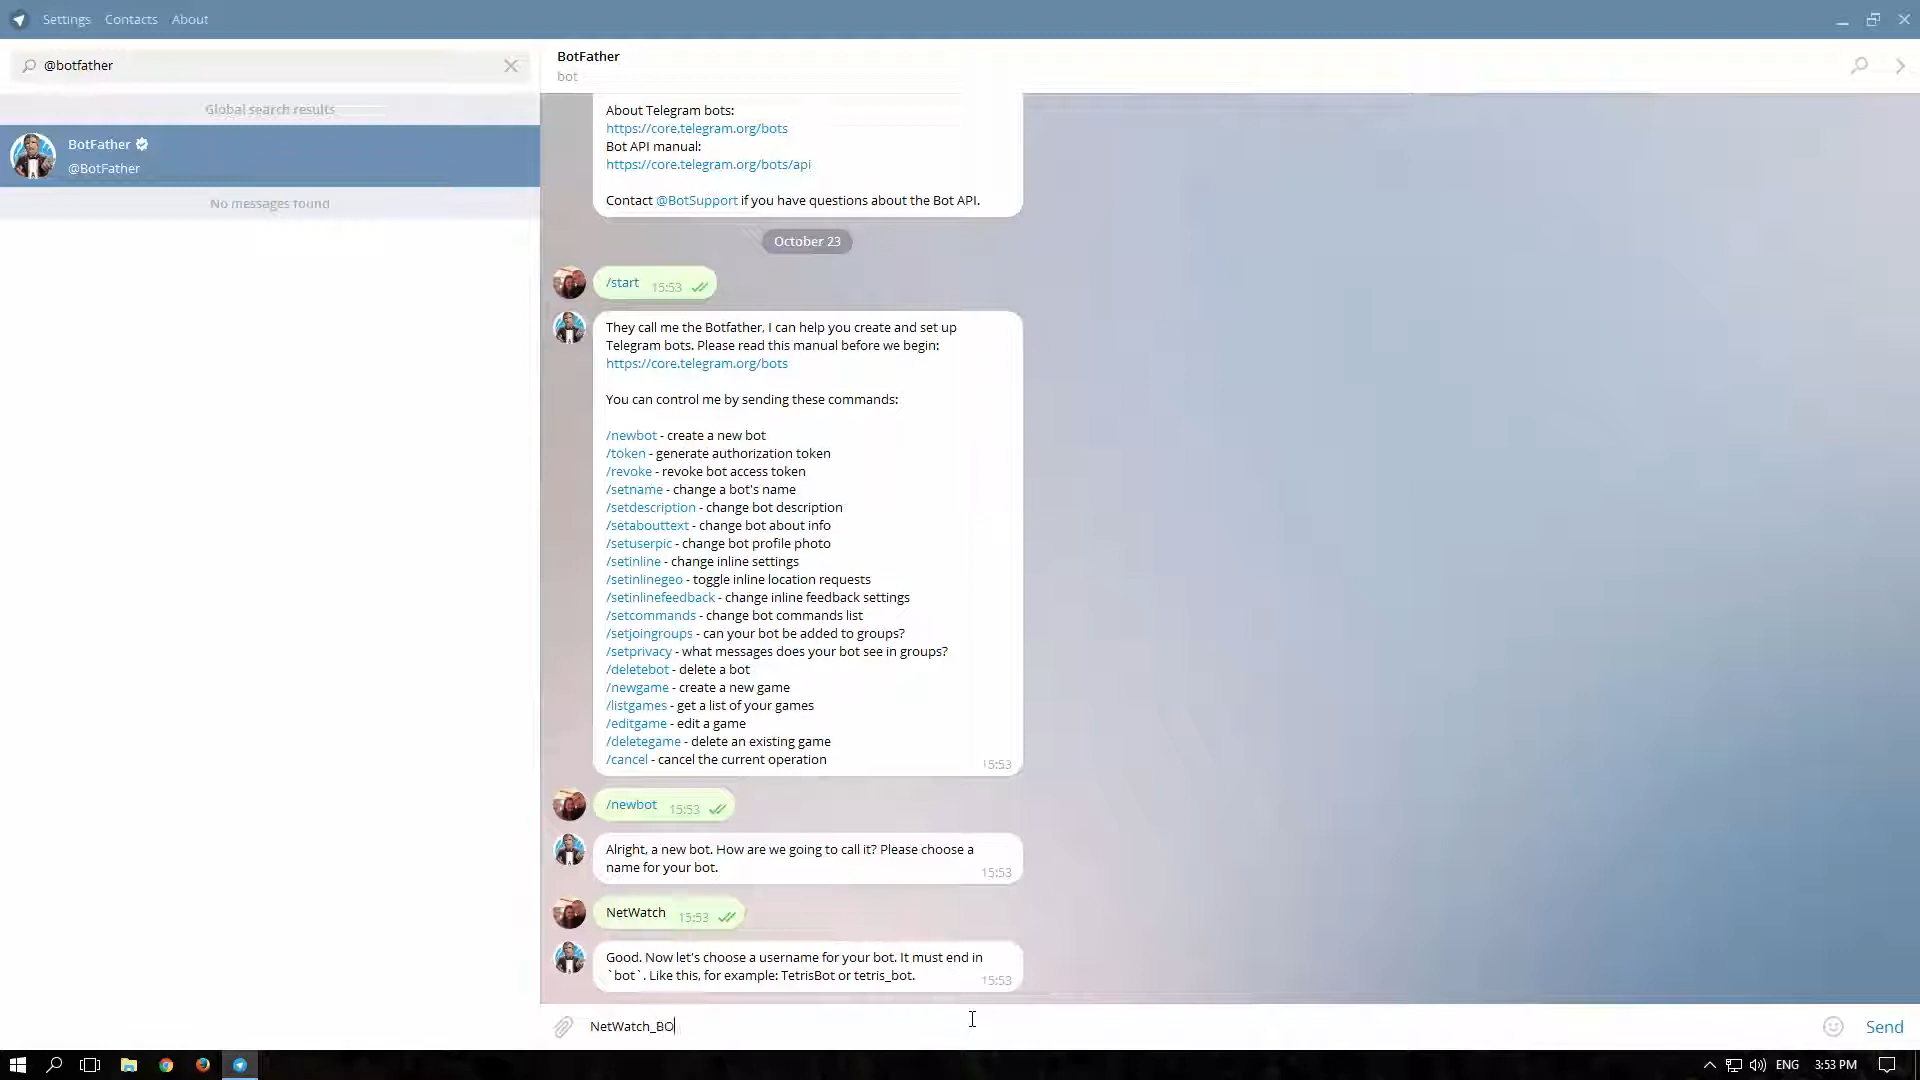 Settings Contacts About
@botfather
Global search results
BotFather
@BotFather
No messages found
BotFather
bot
About Telegram bots:
https://core.telegram.org/bots
Bot API manual:
https://core.telegram.org/bots/api
Contact @BotSupport if you have questions about the Bot API.
October 23
/start 15:53
They call me the Botfather, I can help you create and set up
Telegram bots. Please read this manual before we begin:
https://core.telegram.org/bots
You can control me by sending these commands:
/newbot - create a new bot
/token - generate authorization token
/revoke - revoke bot access token
/setname - change a bot's name
/setdescription - change bot description
/setabouttext - change bot about info
/setuserpic - change bot profile photo
/setinline - change inline settings
/setinlinegeo - toggle inline location requests
/setinlinefeedback - change inline feedback settings
/setcommands - change bot commands list
/setjoingroups - can your bot be added to groups?
/setprivacy - what messages does your bot see in groups?
/deletebot - delete a bot
/newgame - create a new game
/listgames - get a list of your games
/editgame - edit a game
/deletegame - delete an existing game
/cancel - cancel the current operation
15:53
/newbot 15:53
Alright, a new bot. How are we going to call it? Please choose a
name for your bot.
15:53
NetWatch 15:53
Good. Now let's choose a username for your bot. It must end in
`bot`. Like this, for example: TetrisBot or tetris_bot.
15:53
NetWatch_BO
Send
ENG 3:53 PM